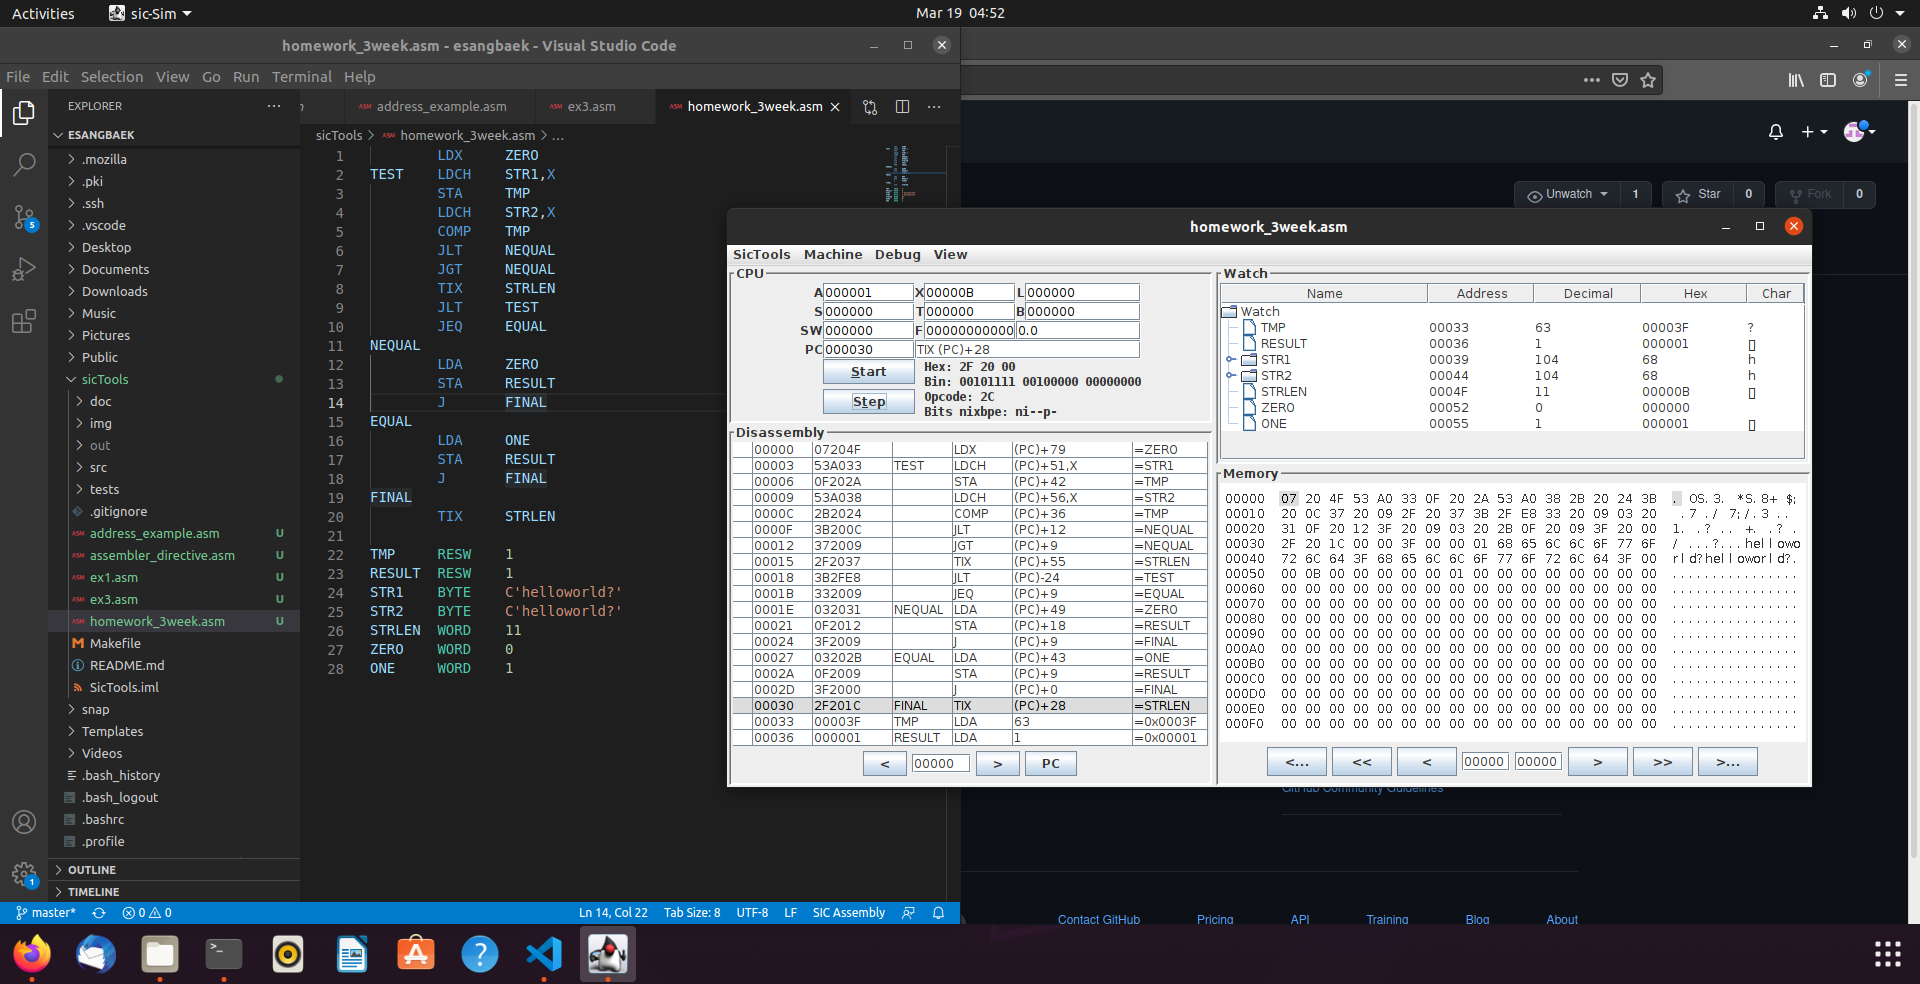 Activities
sic-Sim
Mar 19 04:52
homework_3week.asm - esangbaek - Visual Studio Code
File Edit Selection View Go Run Terminal Help
EXPLORER
address_example.asm
ex3.asm
homework_3week.asm
ESANGBAEK
sicTools > homework_3week.asm > ...
.mozilla
.pki
.ssh
.vscode
Desktop
Documents
Downloads
Music
Pictures
Public
sicTools
doc
img
out
src
tests
.gitignore
address_example.asm U
assembler_directive.asm U
ex1.asm U
ex3.asm U
homework_3week.asm U
Makefile
README.md
SicTools.iml
snap
Templates
Videos
.bash_history
.bash_logout
.bashrc
.profile
OUTLINE
TIMELINE
5
1
1 LDX ZERO
2 TEST LDCH STR1,X
3 STA TMP
4 LDCH STR2,X
5 COMP TMP
6 JLT NEQUAL
7 JGT NEQUAL
8 TIX STRLEN
9 JLT TEST
10 JEQ EQUAL
11 NEQUAL
12 LDA ZERO
13 STA RESULT
14 J FINAL
15 EQUAL
16 LDA ONE
17 STA RESULT
18 J FINAL
19 FINAL
20 TIX STRLEN
21
22 TMP RESW 1
23 RESULT RESW 1
24 STR1 BYTE C'helloworld?'
25 STR2 BYTE C'helloworld?'
26 STRLEN WORD 11
27 ZERO WORD 0
28 ONE WORD 1
master* 0 0
Ln 14, Col 22 Tab Size: 8 UTF-8 LF SIC Assembly
Unwatch 1 Star 0 Fork 0
homework_3week.asm
SicTools Machine Debug View
CPU
A 000001 X 00000B L 000000
S 000000 T 000000 B 000000
SW 000000 F 00000000000 0.0
PC 000030 TIX (PC)+28
Start
Step
Hex: 2F 20 00
Bin: 00101111 00100000 00000000
Opcode: 2C
Bits nixbpe: ni--p-
Disassembly
00000 07204F LDX (PC)+79 =ZERO
00003 53A033 TEST LDCH (PC)+51,X =STR1
00006 0F202A STA (PC)+42 =TMP
00009 53A038 LDCH (PC)+56,X =STR2
0000C 2B2024 COMP (PC)+36 =TMP
0000F 3B200C JLT (PC)+12 =NEQUAL
00012 372009 JGT (PC)+9 =NEQUAL
00015 2F2037 TIX (PC)+55 =STRLEN
00018 3B2FE8 JLT (PC)-24 =TEST
0001B 332009 JEQ (PC)+9 =EQUAL
0001E 032031 NEQUAL LDA (PC)+49 =ZERO
00021 0F2012 STA (PC)+18 =RESULT
00024 3F2009 J (PC)+9 =FINAL
00027 03202B EQUAL LDA (PC)+43 =ONE
0002A 0F2009 STA (PC)+9 =RESULT
0002D 3F2000 J (PC)+0 =FINAL
00030 2F201C FINAL TIX (PC)+28 =STRLEN
00033 00003F TMP LDA 63 =0x0003F
00036 000001 RESULT LDA 1 =0x00001
< 00000 > PC
Watch
Name Address Decimal Hex Char
Watch
TMP 00033 63 00003F ?
RESULT 00036 1 000001
STR1 00039 104 68 h
STR2 00044 104 68 h
STRLEN 0004F 11 00000B
ZERO 00052 0 000000
ONE 00055 1 000001
Memory
00000 07 20 4F 53 A0 33 0F 20 2A 53 A0 38 2B 20 24 3B . OS.3. *S.8+ $;
00010 20 0C 37 20 09 2F 20 37 3B 2F E8 33 20 09 03 20 .7 ./ 7;/.3 ..
00020 31 0F 20 12 3F 20 09 03 20 2B 0F 20 09 3F 20 00 1. .? .. +. .? .
00030 2F 20 1C 00 00 3F 00 00 01 68 65 6C 6C 6F 77 6F / ...?...hellowo
00040 72 6C 64 3F 68 65 6C 6C 6F 77 6F 72 6C 64 3F 00 rld?helloworld?.
00050 00 0B 00 00 00 00 00 01 00 00 00 00 00 00 00 00 ................
00060 00 00 00 00 00 00 00 00 00 00 00 00 00 00 00 00 ................
00070 00 00 00 00 00 00 00 00 00 00 00 00 00 00 00 00 ................
00080 00 00 00 00 00 00 00 00 00 00 00 00 00 00 00 00 ................
00090 00 00 00 00 00 00 00 00 00 00 00 00 00 00 00 00 ................
000A0 00 00 00 00 00 00 00 00 00 00 00 00 00 00 00 00 ................
000B0 00 00 00 00 00 00 00 00 00 00 00 00 00 00 00 00 ................
000C0 00 00 00 00 00 00 00 00 00 00 00 00 00 00 00 00 ................
000D0 00 00 00 00 00 00 00 00 00 00 00 00 00 00 00 00 ................
000E0 00 00 00 00 00 00 00 00 00 00 00 00 00 00 00 00 ................
000F0 00 00 00 00 00 00 00 00 00 00 00 00 00 00 00 00 ................
<... << < 00000 00000 > >> >...
GitHub Community Guidelines
Contact GitHub Pricing API Training Blog About